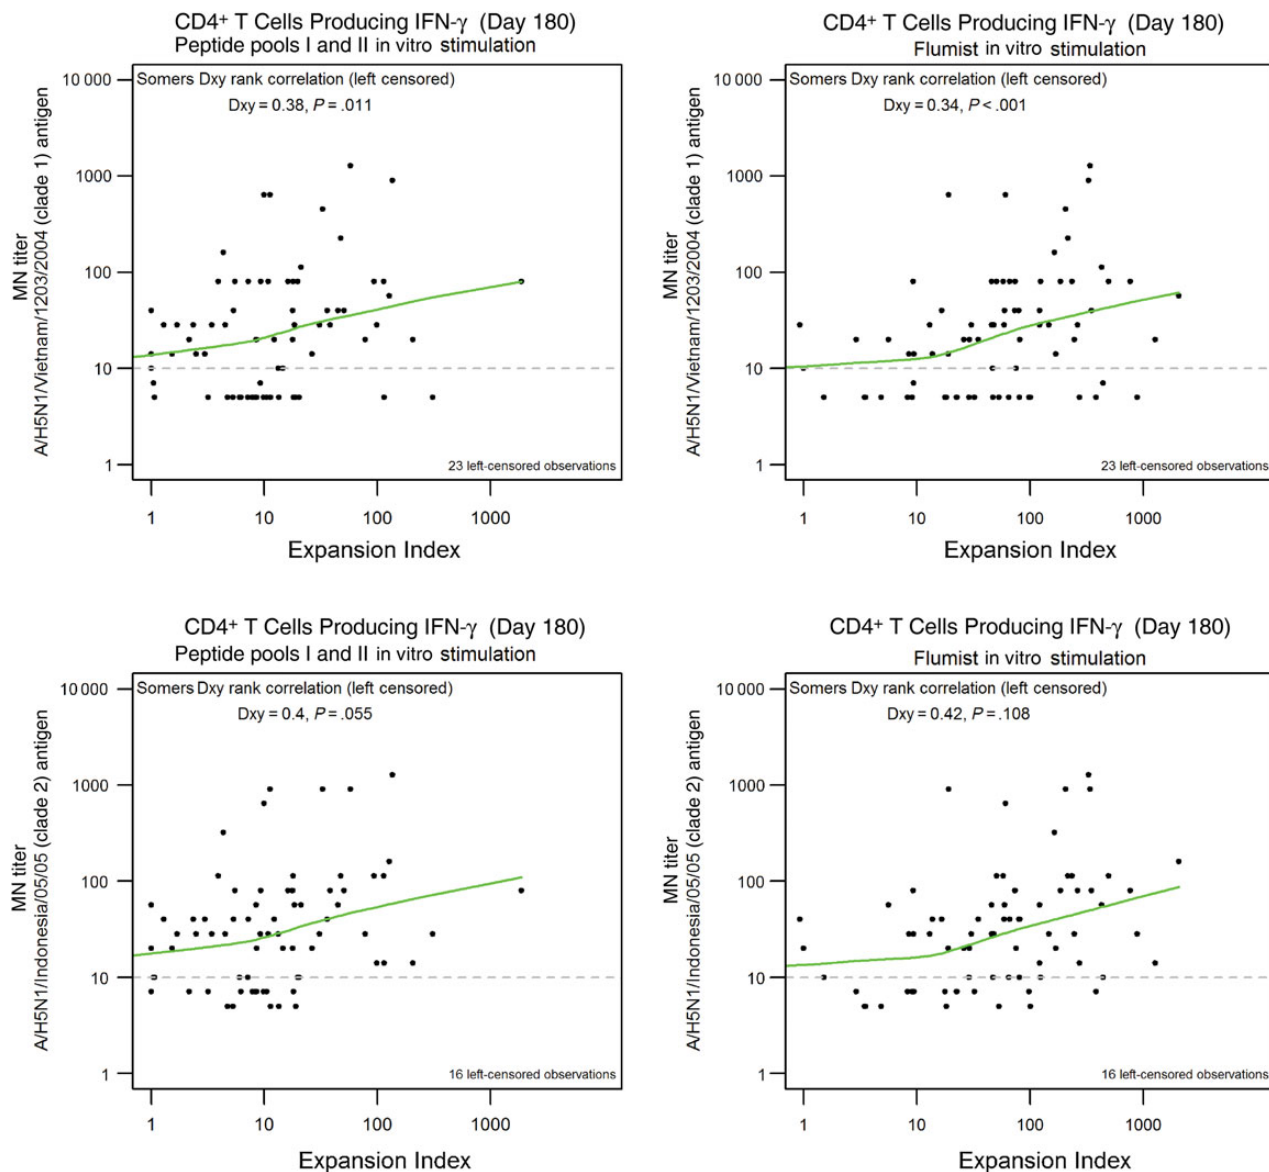 CD4+ T Cells Producing IFN-γ (Day 180)
Peptide pools I and II in vitro stimulation
Somers Dxy rank correlation (left censored)
Dxy = 0.38, P = .011
MN titer
A/H5N1/Vietnam/1203/2004 (clade 1) antigen
10 000
1000
100
10
1
23 left-censored observations
1 10 100 1000
Expansion Index
CD4+ T Cells Producing IFN-γ (Day 180)
Flumist in vitro stimulation
Somers Dxy rank correlation (left censored)
Dxy = 0.34, P < .001
MN titer
A/H5N1/Vietnam/1203/2004 (clade 1) antigen
10 000
1000
100
10
1
23 left-censored observations
1 10 100 1000
Expansion Index
CD4+ T Cells Producing IFN-γ (Day 180)
Peptide pools I and II in vitro stimulation
Somers Dxy rank correlation (left censored)
Dxy = 0.4, P = .055
MN titer
A/H5N1/Indonesia/05/05 (clade 2) antigen
10 000
1000
100
10
1
16 left-censored observations
1 10 100 1000
Expansion Index
CD4+ T Cells Producing IFN-γ (Day 180)
Flumist in vitro stimulation
Somers Dxy rank correlation (left censored)
Dxy = 0.42, P = .108
MN titer
A/H5N1/Indonesia/05/05 (clade 2) antigen
10 000
1000
100
10
1
16 left-censored observations
1 10 100 1000
Expansion Index